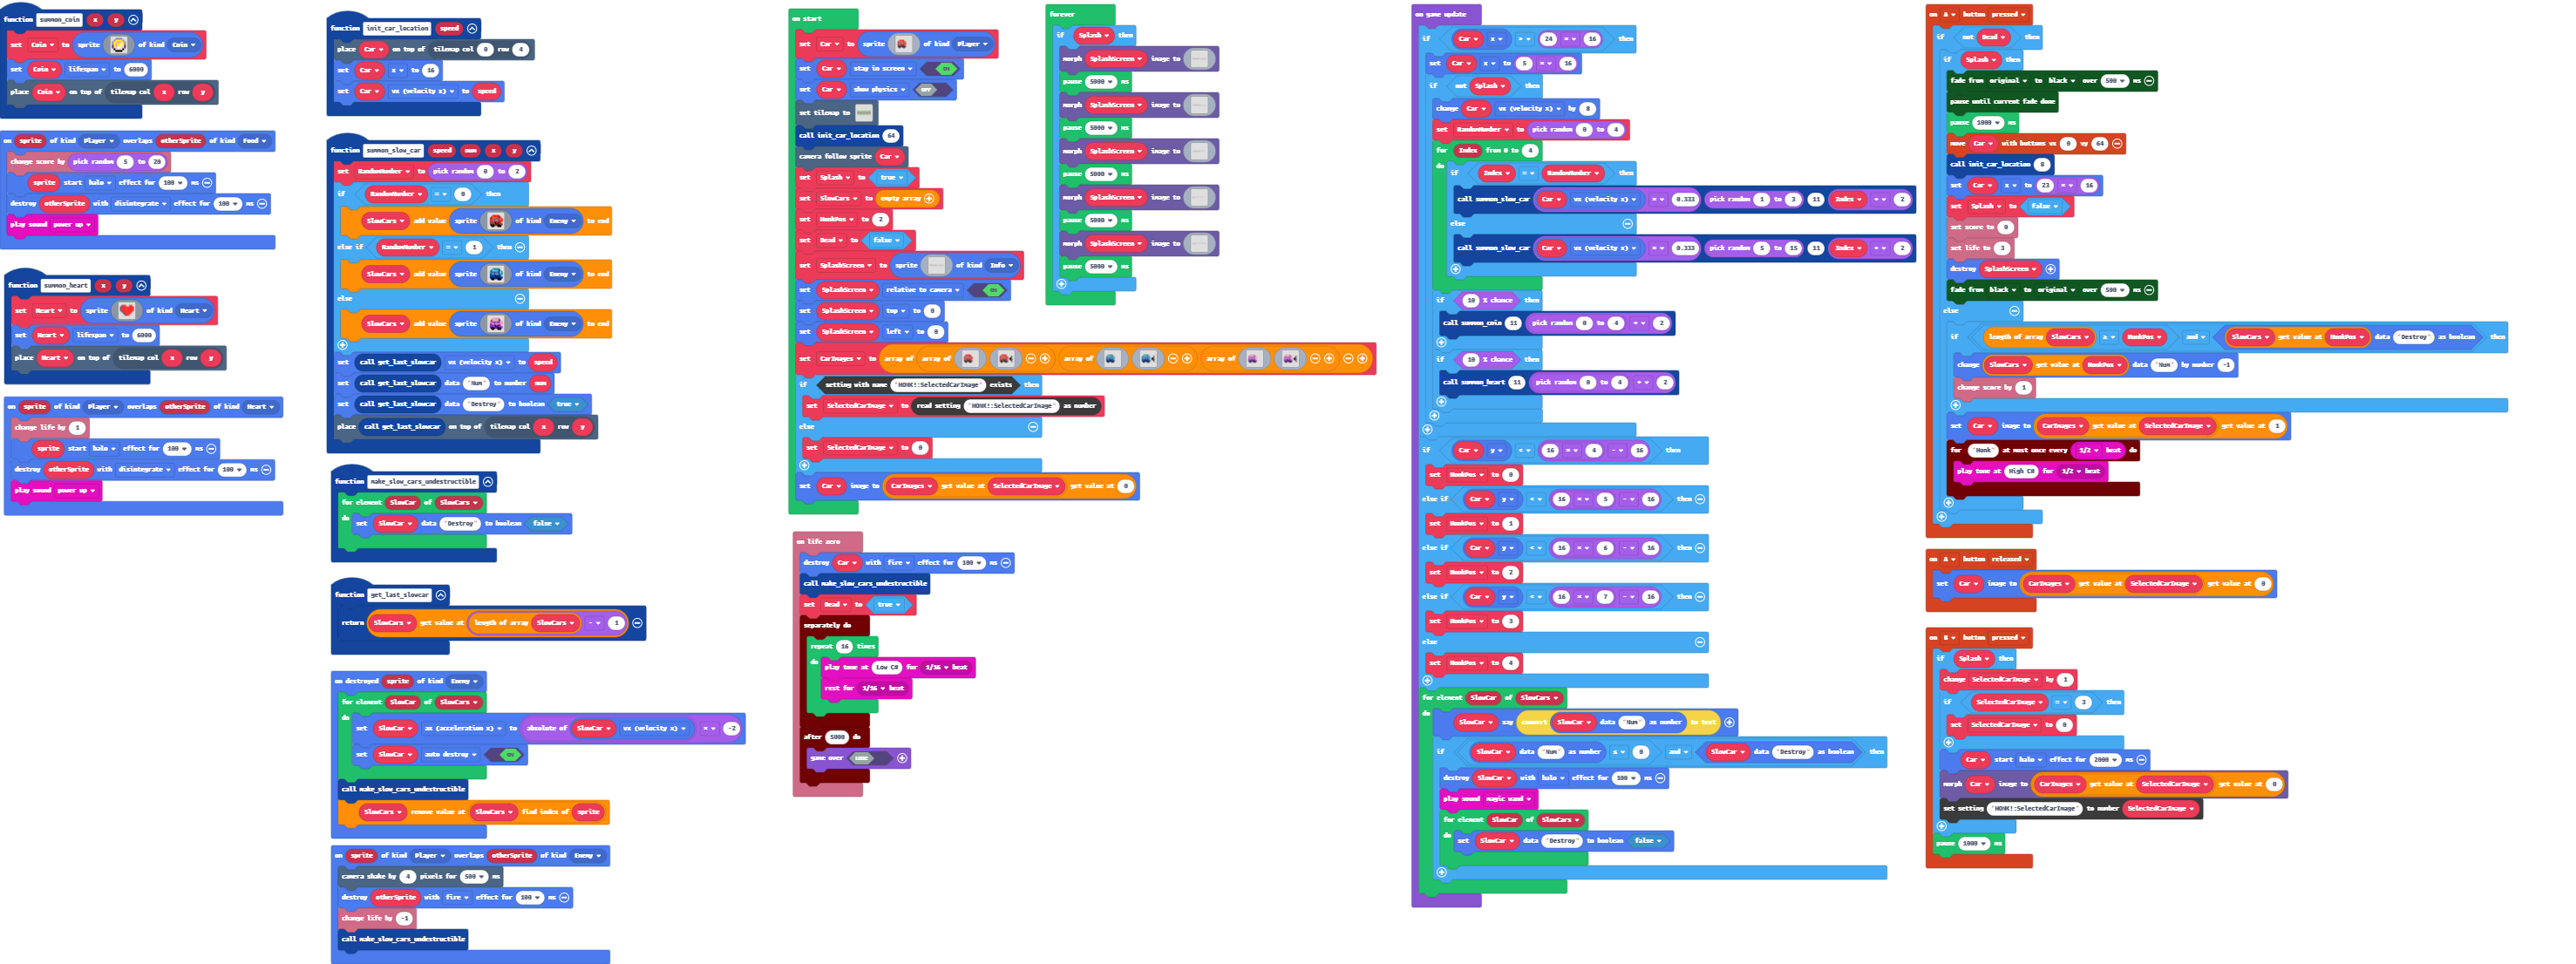 function summon_coin x y
set Coin to sprite of kind Coin
set Coin lifespan to 6000
place Coin on top of tilemap col x row y
on sprite of kind Player overlaps otherSprite of kind Food
change score by pick random 5 to 20
sprite start halo effect for 100 ms
destroy otherSprite with disintegrate effect for 100 ms
play sound power up
function summon_heart x y
set Heart to sprite of kind Heart
set Heart lifespan to 6000
place Heart on top of tilemap col x row y
on sprite of kind Player overlaps otherSprite of kind Heart
change life by 1
sprite start halo effect for 100 ms
destroy otherSprite with disintegrate effect for 100 ms
play sound power up
function init_car_location speed
place Car on top of tilemap col 0 row 4
set Car x to 16
set Car vx (velocity x) to speed
function summon_slow_car speed num x y
set RandomNumber to pick random 0 to 2
if RandomNumber = 0 then
SlowCars add value sprite of kind Enemy to end
else if RandomNumber = 1 then
SlowCars add value sprite of kind Enemy to end
else
SlowCars add value sprite of kind Enemy to end
set call get_last_slowcar vx (velocity x) to speed
set call get_last_slowcar data "Num" to number num
set call get_last_slowcar data "Destroy" to boolean true
place call get_last_slowcar on top of tilemap col x row y
function make_slow_cars_undestructible
for element SlowCar of SlowCars
do set SlowCar data "Destroy" to boolean false
function get_last_slowcar
return SlowCars get value at length of array SlowCars - 1
on destroyed sprite of kind Enemy
for element SlowCar of SlowCars
do set SlowCar ax (acceleration x) to absolute of SlowCar vx (velocity x) × -2
set SlowCar auto destroy ON
call make_slow_cars_undestructible
SlowCars remove value at SlowCars find index of sprite
on sprite of kind Player overlaps otherSprite of kind Enemy
camera shake by 4 pixels for 500 ms
destroy otherSprite with fire effect for 100 ms
change life by -1
call make_slow_cars_undestructible
on start
set Car to sprite of kind Player
set Car stay in screen ON
set Car show physics OFF
set tilemap to
call init_car_location 64
camera follow sprite Car
set Splash to true
set SlowCars to empty array
set HonkPos to 2
set Dead to false
set SplashScreen to sprite of kind Info
set SplashScreen relative to camera ON
set SplashScreen top to 0
set SplashScreen left to 0
set CarImages to array of array of array of array of
if setting with name "HONK!::SelectedCarImage" exists then
set SelectedCarImage to read setting "HONK!::SelectedCarImage" as number
else
set SelectedCarImage to 0
set Car image to CarImages get value at SelectedCarImage get value at 0
on life zero
destroy Car with fire effect for 100 ms
call make_slow_cars_undestructible
set Dead to true
separately do
repeat 16 times
do play tone at Low C# for 1/16 beat
rest for 1/16 beat
after 5000 do
game over LOSE
forever
if Splash then
morph SplashScreen image to
pause 5000 ms
morph SplashScreen image to
pause 5000 ms
morph SplashScreen image to
pause 5000 ms
morph SplashScreen image to
pause 5000 ms
morph SplashScreen image to
pause 5000 ms
on game update
if Car x > 24 × 16 then
set Car x to 5 × 16
if not Splash then
change Car vx (velocity x) by 8
set RandomNumber to pick random 0 to 4
for Index from 0 to 4
do if Index = RandomNumber then
call summon_slow_car Car vx (velocity x) × 0.333 pick random 1 to 3 11 Index + 2
else
call summon_slow_car Car vx (velocity x) × 0.333 pick random 5 to 15 11 Index + 2
if 10 % chance then
call summon_coin 11 pick random 0 to 4 + 2
if 10 % chance then
call summon_heart 11 pick random 0 to 4 + 2
if Car y < 16 × 4 - 16 then
set HonkPos to 0
else if Car y < 16 × 5 - 16 then
set HonkPos to 1
else if Car y < 16 × 6 - 16 then
set HonkPos to 2
else if Car y < 16 × 7 - 16 then
set HonkPos to 3
else
set HonkPos to 4
for element SlowCar of SlowCars
do SlowCar say convert SlowCar data "Num" as number to text
if SlowCar data "Num" as number ≤ 0 and SlowCar data "Destroy" as boolean then
destroy SlowCar with halo effect for 100 ms
play sound magic wand
for element SlowCar of SlowCars
do set SlowCar data "Destroy" to boolean false
on A button pressed
if not Dead then
if Splash then
fade from original to black over 500 ms
pause until current fade done
pause 1000 ms
move Car with buttons vx 0 vy 64
call init_car_location 8
set Car x to 23 × 16
set Splash to false
set score to 0
set life to 3
destroy SplashScreen
fade from black to original over 500 ms
else
if length of array SlowCars ≥ HonkPos and SlowCars get value at HonkPos data "Destroy" as boolean then
change SlowCars get value at HonkPos data "Num" by number -1
change score by 1
set Car image to CarImages get value at SelectedCarImage get value at 1
for "Honk" at most once every 1/2 beat do
play tone at High C# for 1/2 beat
on A button released
set Car image to CarImages get value at SelectedCarImage get value at 0
on B button pressed
if Splash then
change SelectedCarImage by 1
if SelectedCarImage = 3 then
set SelectedCarImage to 0
Car start halo effect for 2000 ms
morph Car image to CarImages get value at SelectedCarImage get value at 0
set setting "HONK!::SelectedCarImage" to number SelectedCarImage
pause 1000 ms